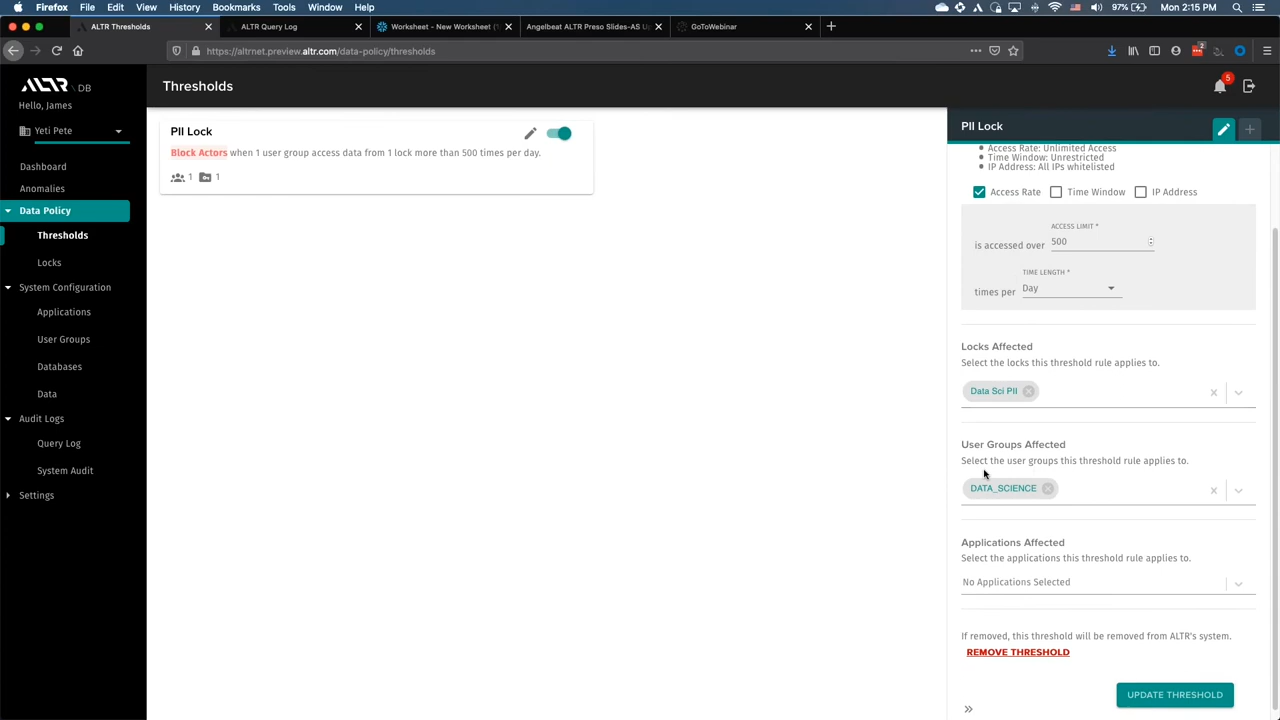 Firefox File Edit View History Bookmarks Tools Window Help
Mon 2:15 PM
ALTR Thresholds
ALTR Query Log
Worksheet - New Worksheet ("
Angelbeat ALTR Preso Slides-AS Up
GoToWebinar
https://altrnet.preview.altr.com/data-policy/thresholds
2
ALTR \ DB
Hello, James
Yeti Pete
Dashboard
Anomalies
Data Policy
Thresholds
Locks
System Configuration
Applications
User Groups
Databases
Data
Audit Logs
Query Log
System Audit
Settings
Thresholds
5
PII Lock
Block Actors when 1 user group access data from 1 lock more than 500 times per day.
1 1
PII Lock
Access Rate: Unlimited Access
Time Window: Unrestricted
IP Address: All IPs whitelisted
Access Rate Time Window IP Address
ACCESS LIMIT *
is accessed over 500
TIME LENGTH *
times per Day
Locks Affected
Select the locks this threshold rule applies to.
Data Sci PII
User Groups Affected
Select the user groups this threshold rule applies to.
DATA_SCIENCE
Applications Affected
Select the applications this threshold rule applies to.
No Applications Selected
If removed, this threshold will be removed from ALTR's system.
REMOVE THRESHOLD
UPDATE THRESHOLD